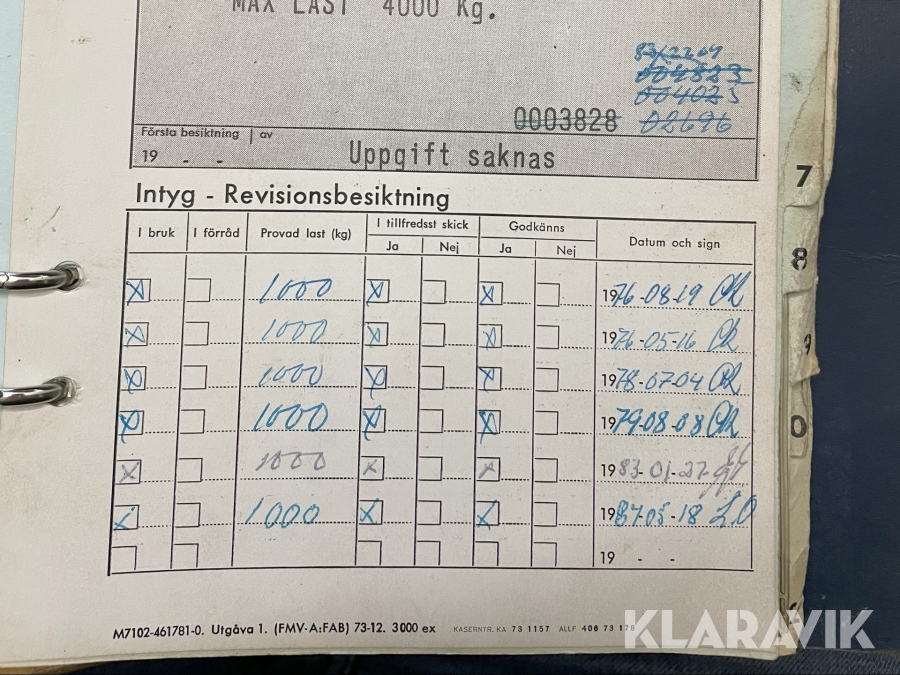 MAX LAST 4000 Kg.
83/2204
004823
004023
0003828 02696
Första besiktning av
19 - - Uppgift saknas
Intyg - Revisionsbesiktning
I bruk I förråd Provad last (kg) I tillfredsst skick Godkänns Datum och sign
Ja Nej Ja Nej
1000 1976-08-19
1000 1976-05-16
1000 1978-07-04
1000 1979-08-08
1000 1983-01-27
1000 1987-05-18 L.O
19 - -
M7102-461781-0. Utgåva 1. (FMV-A:FAB) 73-12. 3000 ex KASERNTR. KA 73 1157 ALLF 406 73 178
KLARAVIK
7
8
9
0